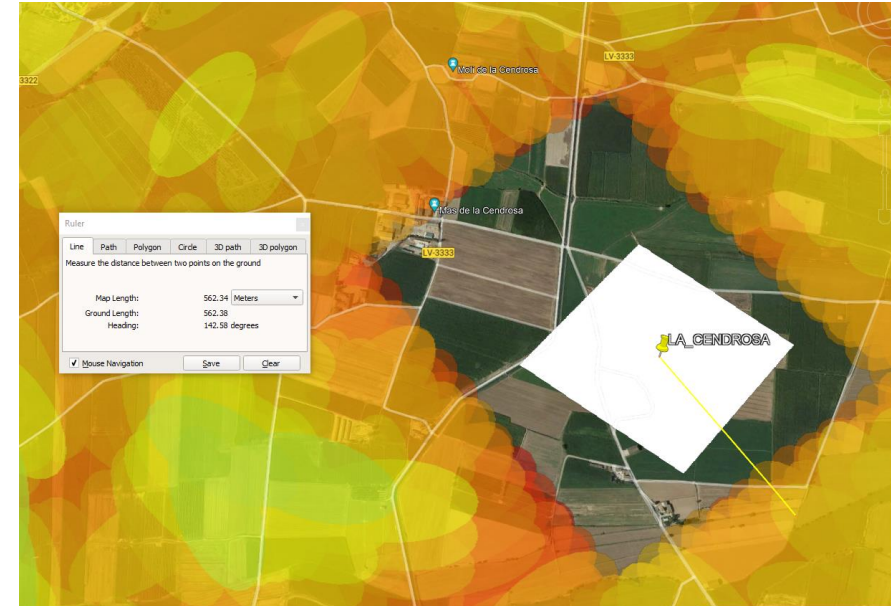 Molí de la Cendrosa
LV-3333
3322
Mas de la Cendrosa
LV-3333
LA_CENDROSA
Ruler
Line
Path
Polygon
Circle
3D path
3D polygon
Measure the distance between two points on the ground
Map Length: 562.34 Meters
Ground Length: 562.38
Heading: 142.58 degrees
Mouse Navigation
Save
Clear